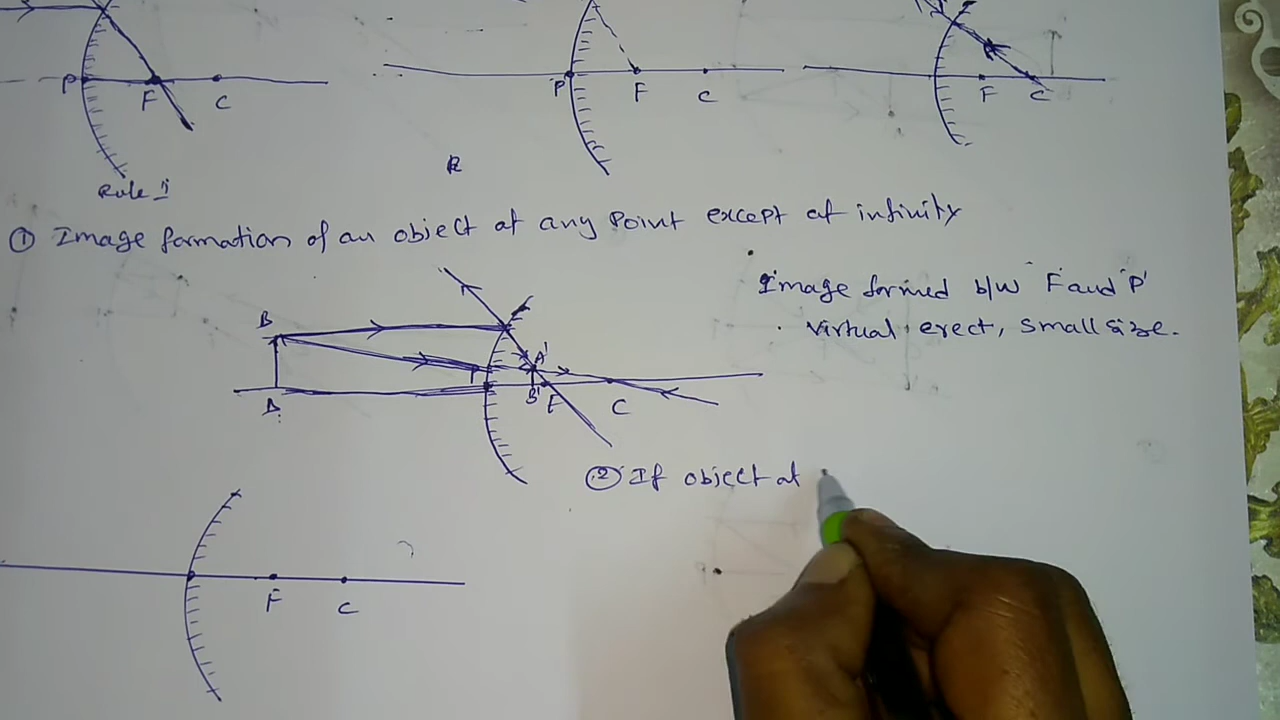 P F C
P F C
F C
Rule 1
R
① Image formation of an object at any point except at infinity
Image formed b/w 'F' and 'P'
virtual, erect, small size.
B
A
P A'
B' F C
② If object at
F C